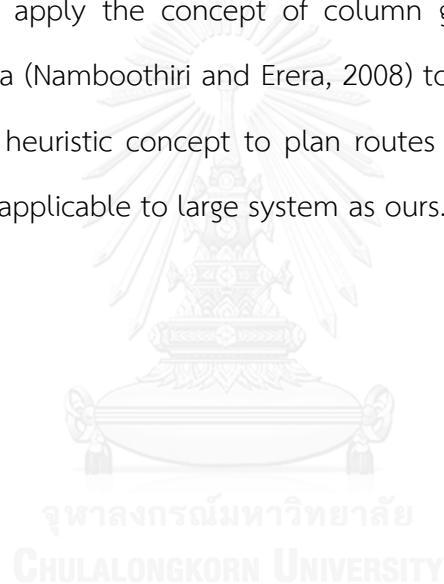 apply the concept of column g
a (Namboothiri and Erera, 2008) to
heuristic concept to plan routes
applicable to large system as ours.
จุฬาลงกรณ์มหาวิทยาลัย
CHULALONGKORN UNIVERSITY